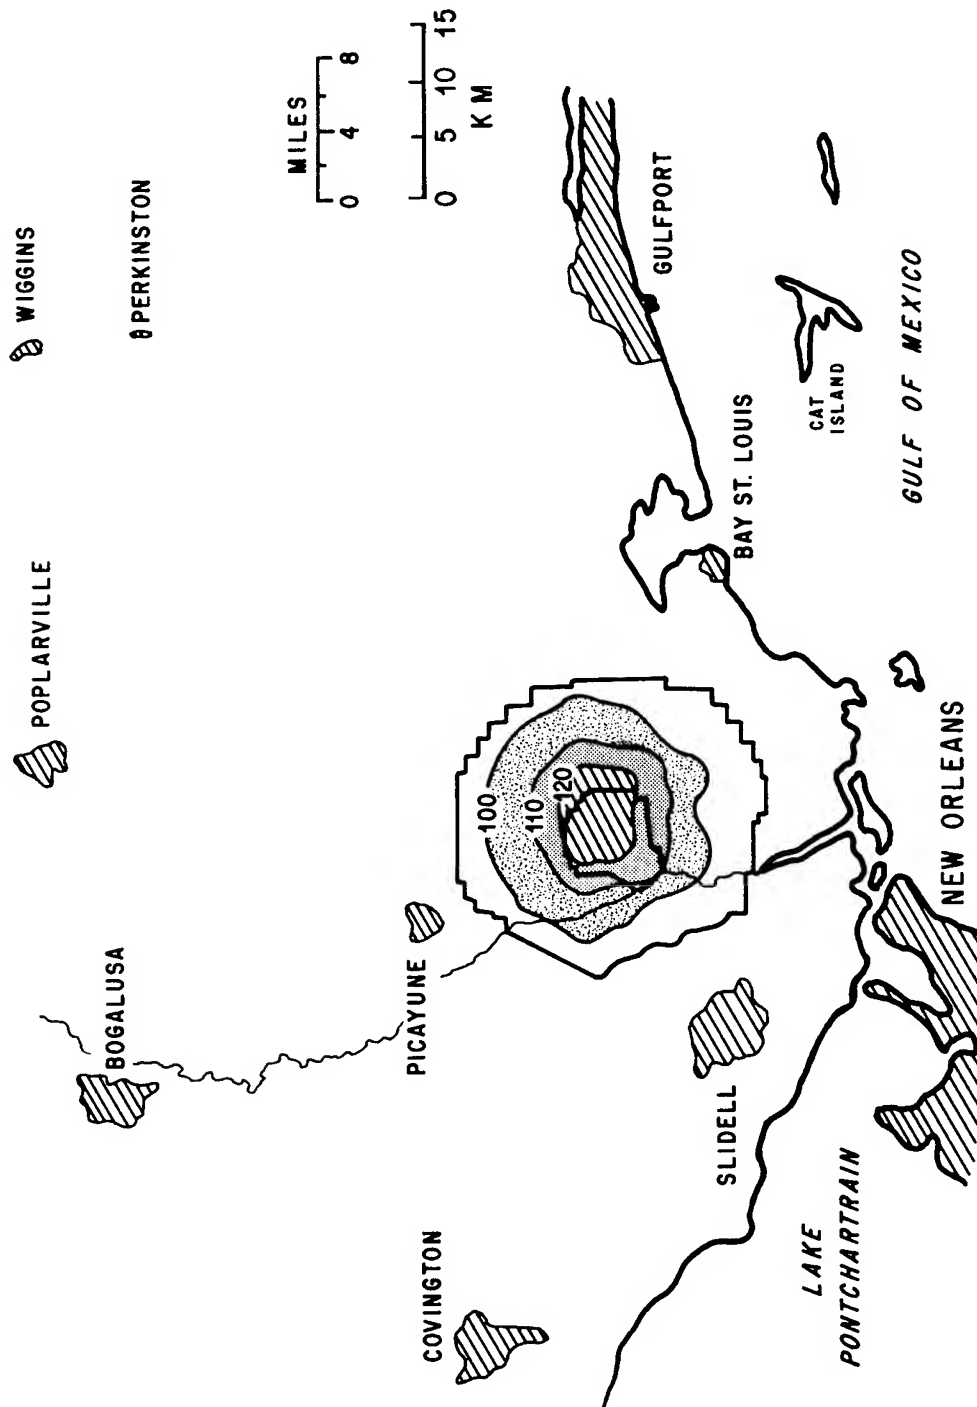 WIGGINS
PERKINSTON
POPLARVILLE
BOGALUSA
MILES
0 4 8
0 5 10 15
KM
PICAYUNE
COVINGTON
100
110
120
GULFPORT
BAY ST. LOUIS
SLIDELL
CAT
ISLAND
LAKE
PONTCHARTRAIN
GULF OF MEXICO
NEW ORLEANS